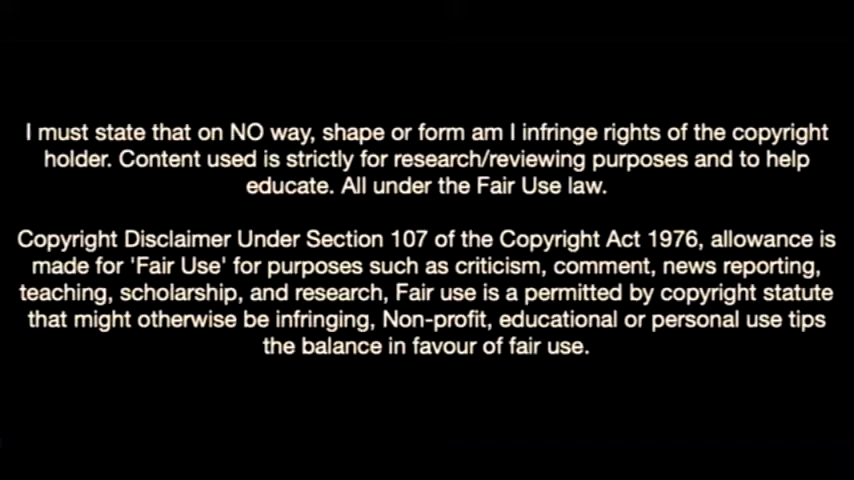 I must state that on NO way, shape or form am I infringe rights of the copyright
holder. Content used is strictly for research/reviewing purposes and to help
educate. All under the Fair Use law.
Copyright Disclaimer Under Section 107 of the Copyright Act 1976, allowance is
made for 'Fair Use' for purposes such as criticism, comment, news reporting,
teaching, scholarship, and research, Fair use is a permitted by copyright statute
that might otherwise be infringing, Non-profit, educational or personal use tips
the balance in favour of fair use.